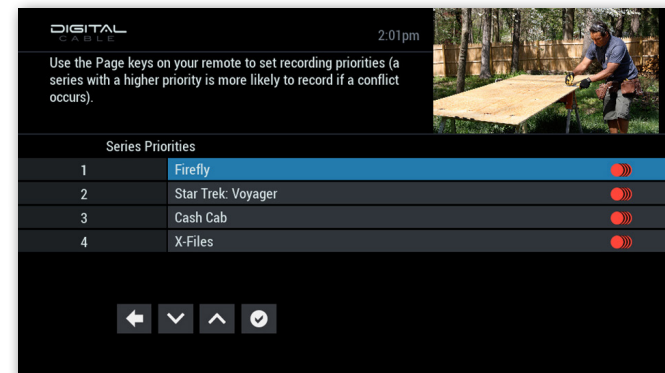 DIGITAL
CABLE
2:01pm
Use the Page keys on your remote to set recording priorities (a
series with a higher priority is more likely to record if a conflict
occurs).
Series Priorities
1 Firefly
2 Star Trek: Voyager
3 Cash Cab
4 X-Files